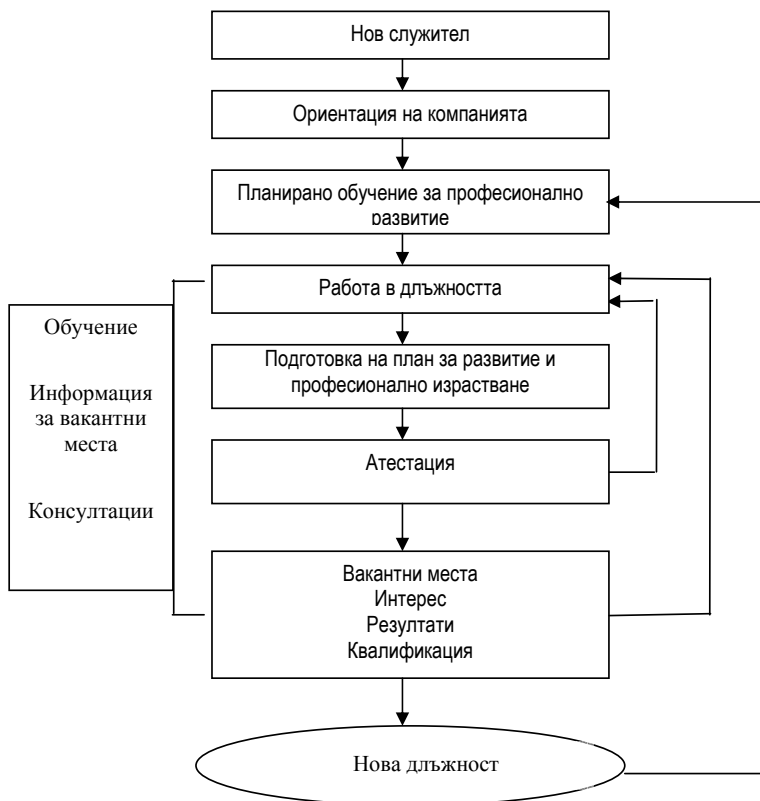 Нов служител
Ориентация на компанията
Планирано обучение за професионално
развитие
Работа в длъжността
Обучение
Информация
за вакантни
места
Консултации
Подготовка на план за развитие и
професионално израстване
Атестация
Вакантни места
Интерес
Резултати
Квалификация
Нова длъжност